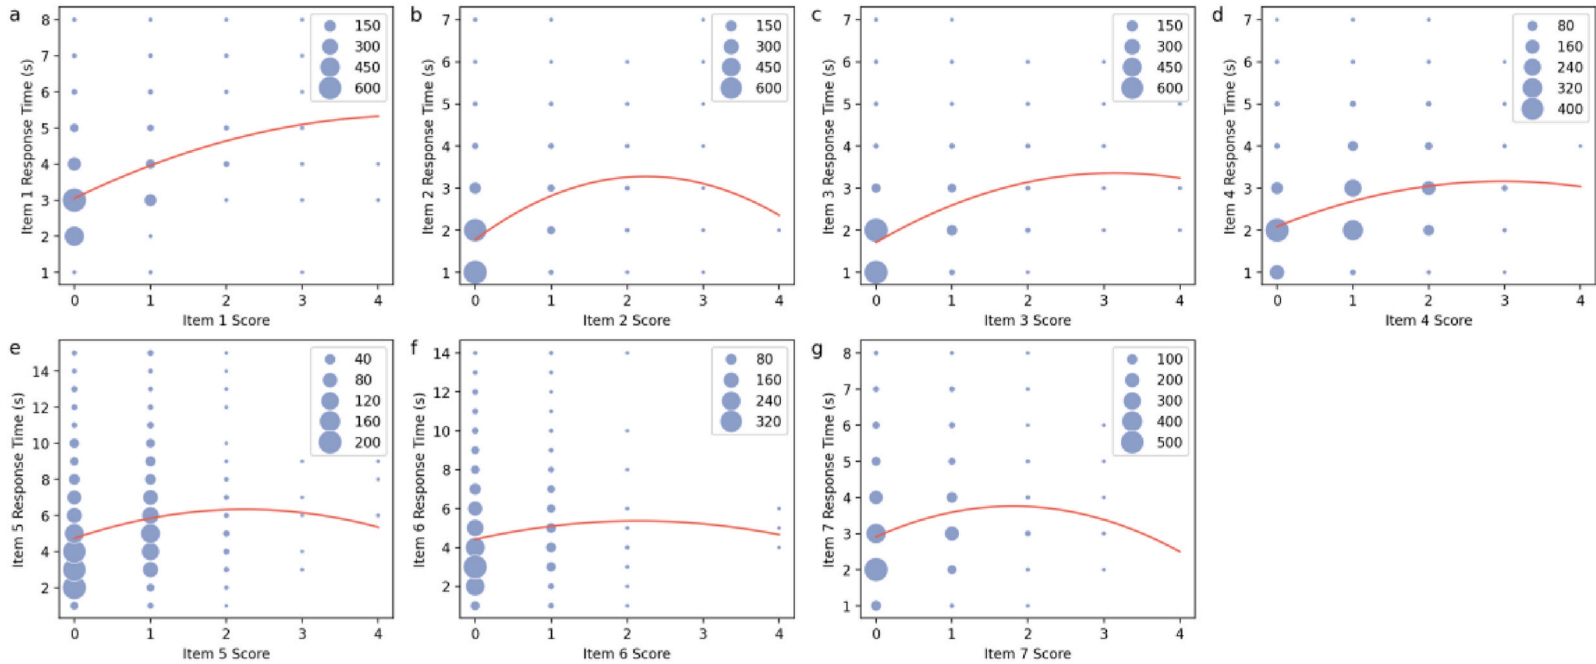 a
8
7
6
5
4
3
2
1
Item 1 Response Time (s)
0 1 2 3 4
Item 1 Score
150
300
450
600
b
7
6
5
4
3
2
1
Item 2 Response Time (s)
0 1 2 3 4
Item 2 Score
150
300
450
600
c
7
6
5
4
3
2
1
Item 3 Response Time (s)
0 1 2 3 4
Item 3 Score
150
300
450
600
d
7
6
5
4
3
2
1
Item 4 Response Time (s)
0 1 2 3 4
Item 4 Score
80
160
240
320
400
e
14
12
10
8
6
4
2
Item 5 Response Time (s)
0 1 2 3 4
Item 5 Score
40
80
120
160
200
f
14
12
10
8
6
4
2
Item 6 Response Time (s)
0 1 2 3 4
Item 6 Score
80
160
240
320
g
8
7
6
5
4
3
2
1
Item 7 Response Time (s)
0 1 2 3 4
Item 7 Score
100
200
300
400
500